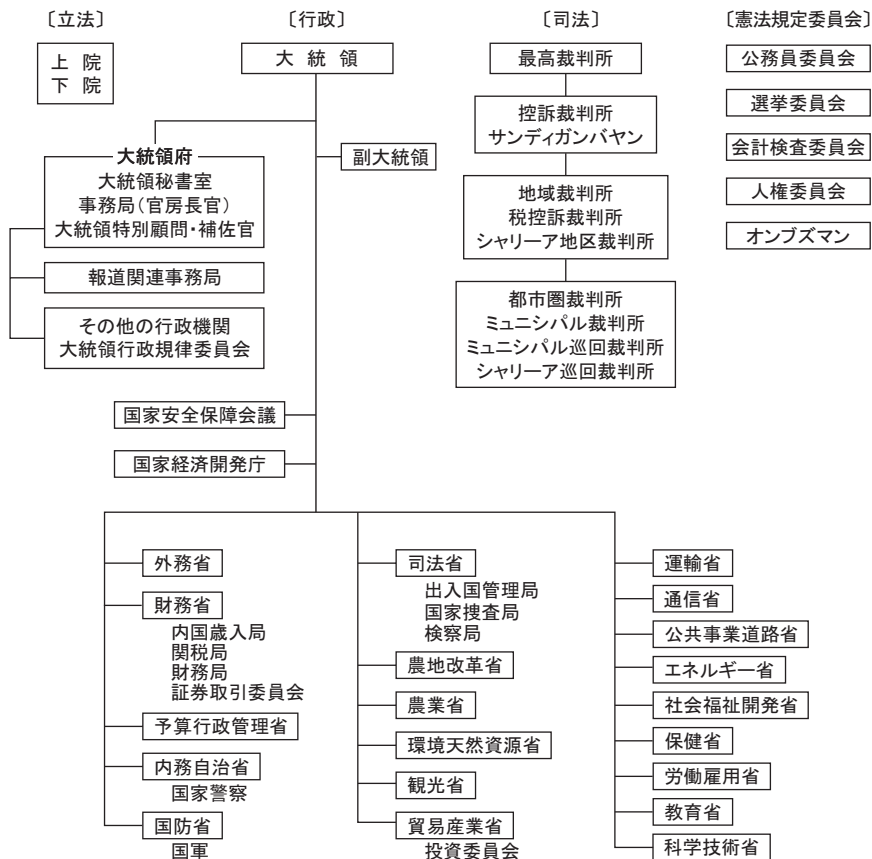 〔立法〕
上 院
下 院
〔行政〕
大 統 領
副大統領
大統領府
大統領秘書室
事務局(官房長官)
大統領特別顧問・補佐官
報道関連事務局
その他の行政機関
大統領行政規律委員会
国家安全保障会議
国家経済開発庁
〔司法〕
最高裁判所
控訴裁判所
サンディガンバヤン
地域裁判所
税控訴裁判所
シャリーア地区裁判所
都市圏裁判所
ミュニシパル裁判所
ミュニシパル巡回裁判所
シャリーア巡回裁判所
〔憲法規定委員会〕
公務員委員会
選挙委員会
会計検査委員会
人権委員会
オンブズマン
外務省
財務省
内国歳入局
関税局
財務局
証券取引委員会
予算行政管理省
内務自治省
国家警察
国防省
国軍
司法省
出入国管理局
国家捜査局
検察局
農地改革省
農業省
環境天然資源省
観光省
貿易産業省
投資委員会
運輸省
通信省
公共事業道路省
エネルギー省
社会福祉開発省
保健省
労働雇用省
教育省
科学技術省